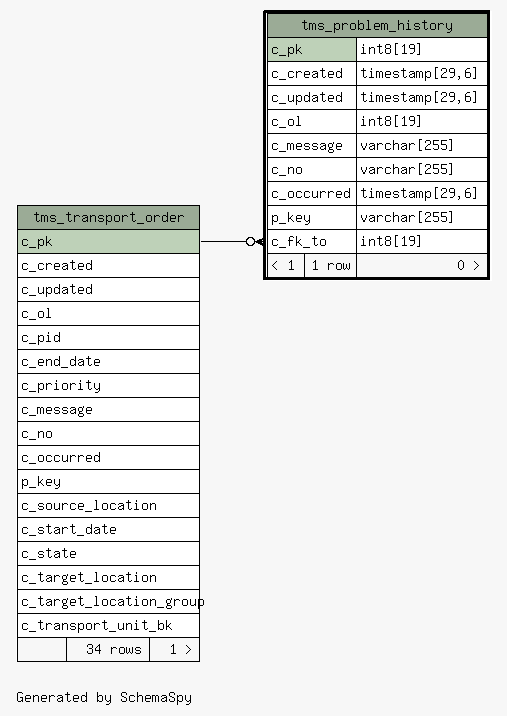 tms_problem_history
c_pk int8[19]
c_created timestamp[29,6]
c_updated timestamp[29,6]
c_ol int8[19]
c_message varchar[255]
c_no varchar[255]
c_occurred timestamp[29,6]
p_key varchar[255]
c_fk_to int8[19]
< 1 1 row 0 >
tms_transport_order
c_pk
c_created
c_updated
c_ol
c_pid
c_end_date
c_priority
c_message
c_no
c_occurred
p_key
c_source_location
c_start_date
c_state
c_target_location
c_target_location_group
c_transport_unit_bk
34 rows 1 >
Generated by SchemaSpy